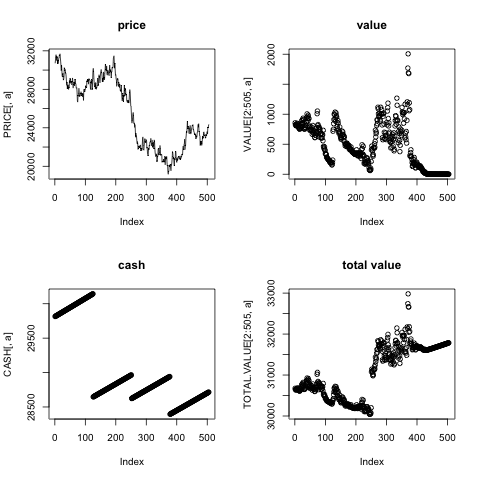 price
value
PRICE[, a]
20000 24000 28000 32000
VALUE[2:505, a]
0 500 1000 2000
0 100 200 300 400 500
0 100 200 300 400 500
Index
Index
cash
total value
CASH[, a]
28500 29500
TOTAL.VALUE[2:505, a]
30000 31000 32000 33000
0 100 200 300 400 500
0 100 200 300 400 500
Index
Index